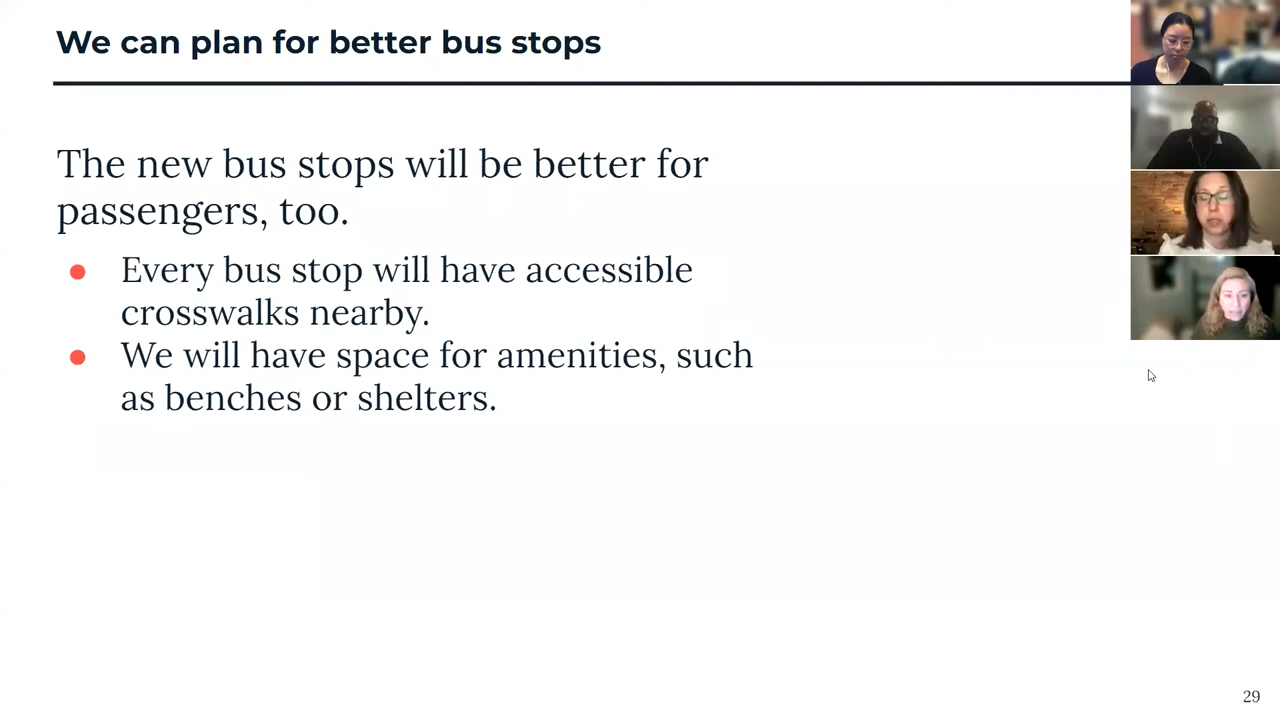 We can plan for better bus stops
The new bus stops will be better for
passengers, too.
● Every bus stop will have accessible
crosswalks nearby.
● We will have space for amenities, such
as benches or shelters.
29